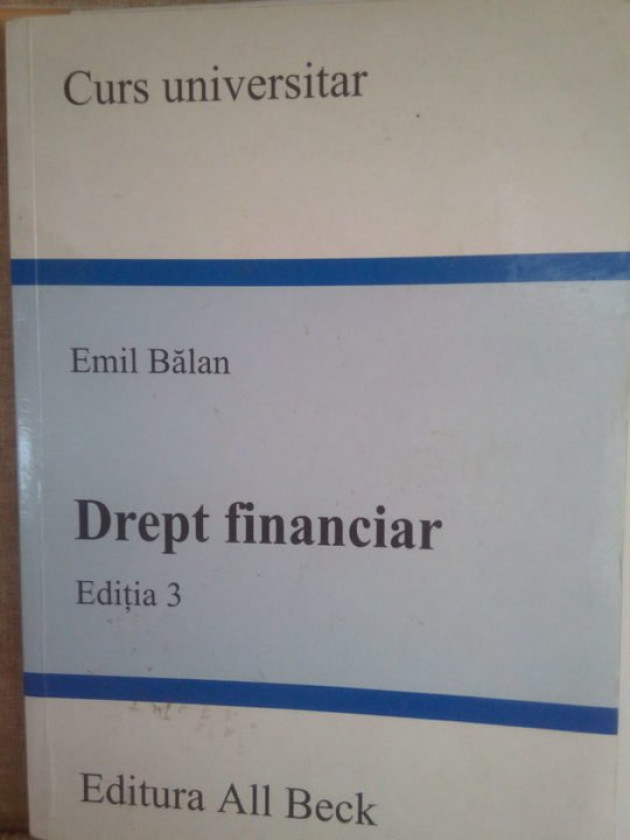 Curs universitar
Emil Bălan
Drept financiar
Ediția 3
Editura All Beck